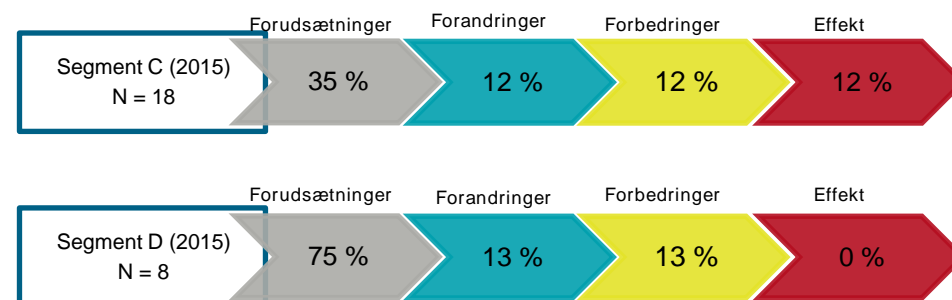 Forudsætninger
Forandringer
Forbedringer
Effekt
Segment C (2015)
N = 18
35 %
12 %
12 %
12 %
Forudsætninger
Forandringer
Forbedringer
Effekt
Segment D (2015)
N = 8
75 %
13 %
13 %
0 %